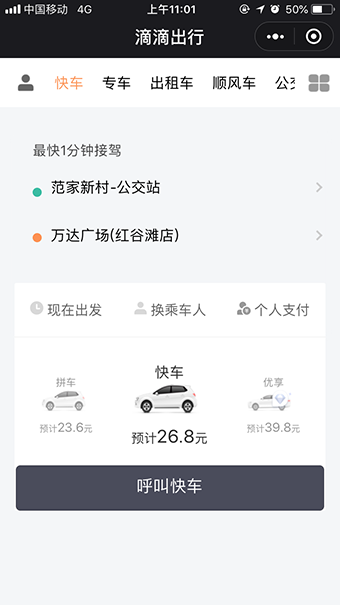 中国移动 4G 上午11:01 50%
滴滴出行
快车 专车 出租车 顺风车 公交
最快1分钟接驾
范家新村-公交站
万达广场(红谷滩店)
现在出发 换乘车人 个人支付
拼车 快车 优享
预计23.6元 预计26.8元 预计39.8元
呼叫快车